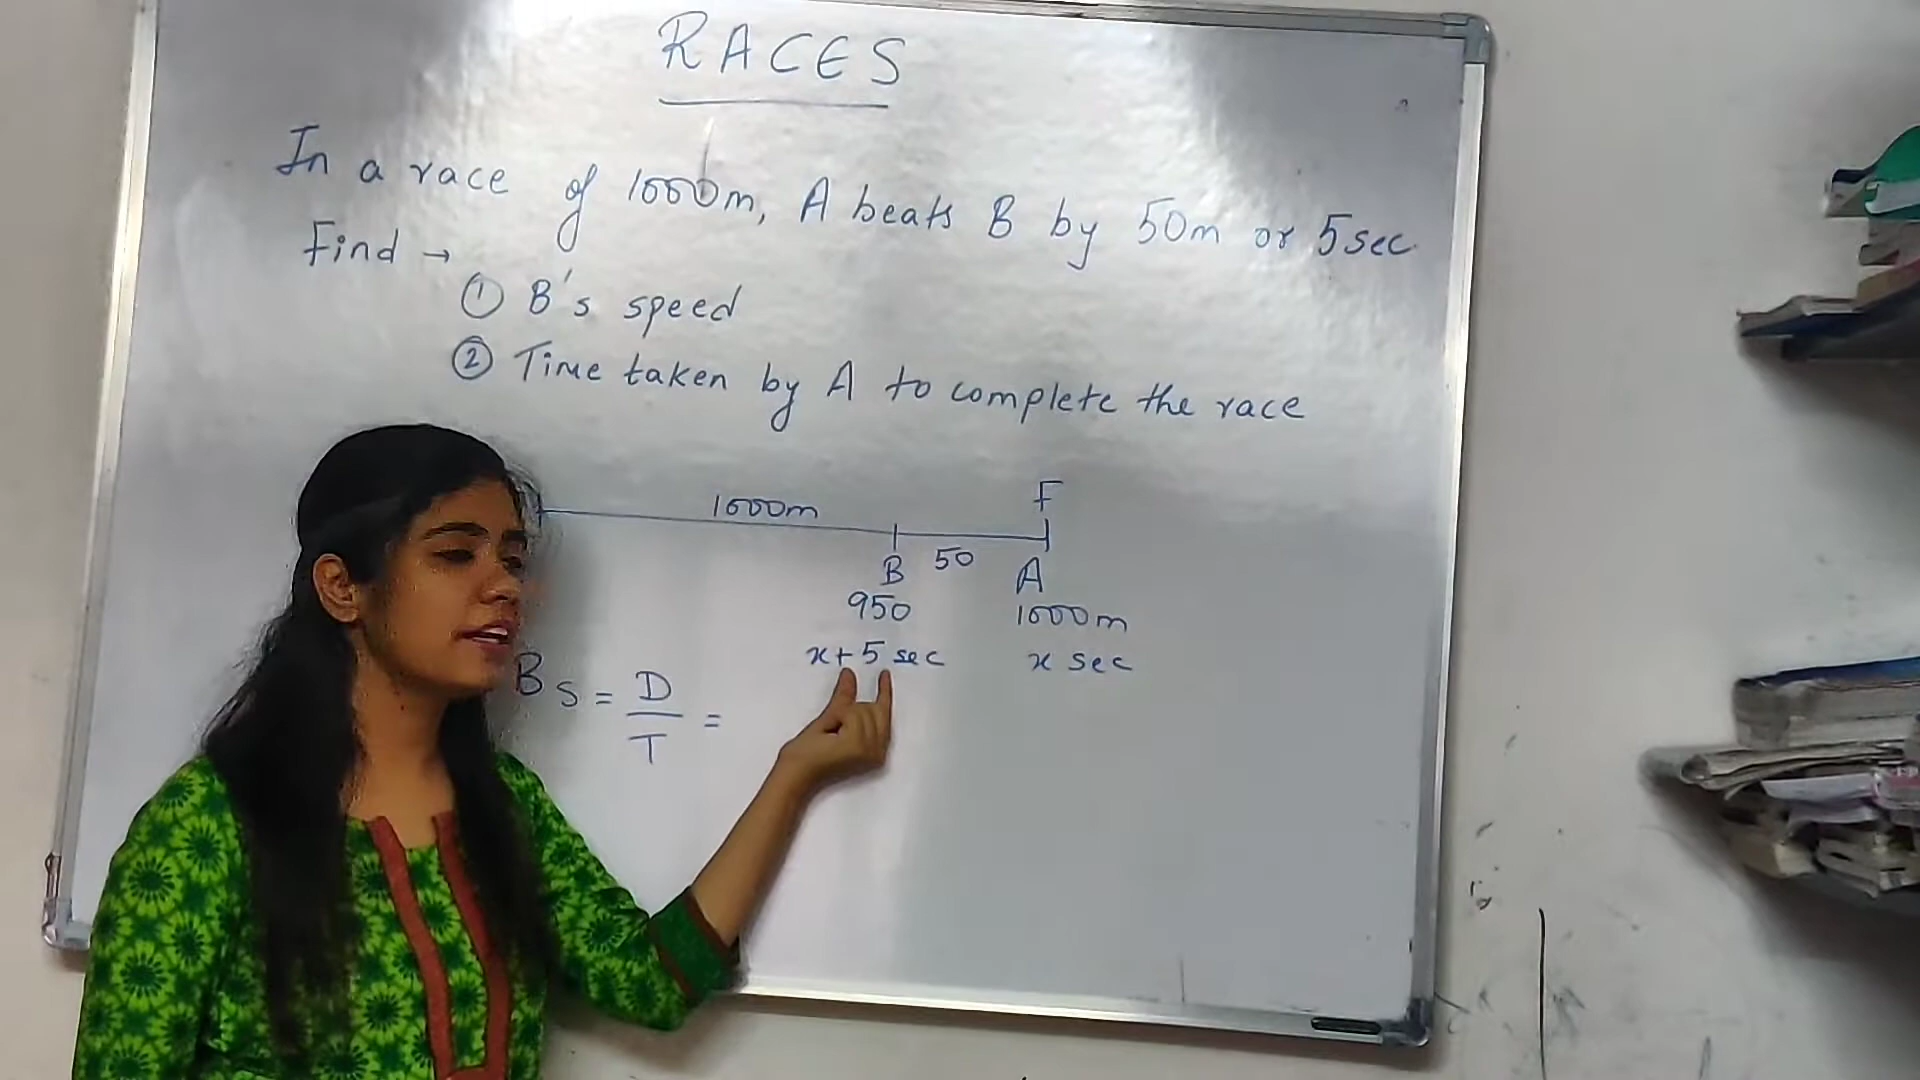 RACES
In a race of 1000m, A beats B by 50m or 5sec
Find →
① B's speed
② Time taken by A to complete the race
1000m
F
B 50 A
950 1000m
x+5 sec x sec
B S = D/T =